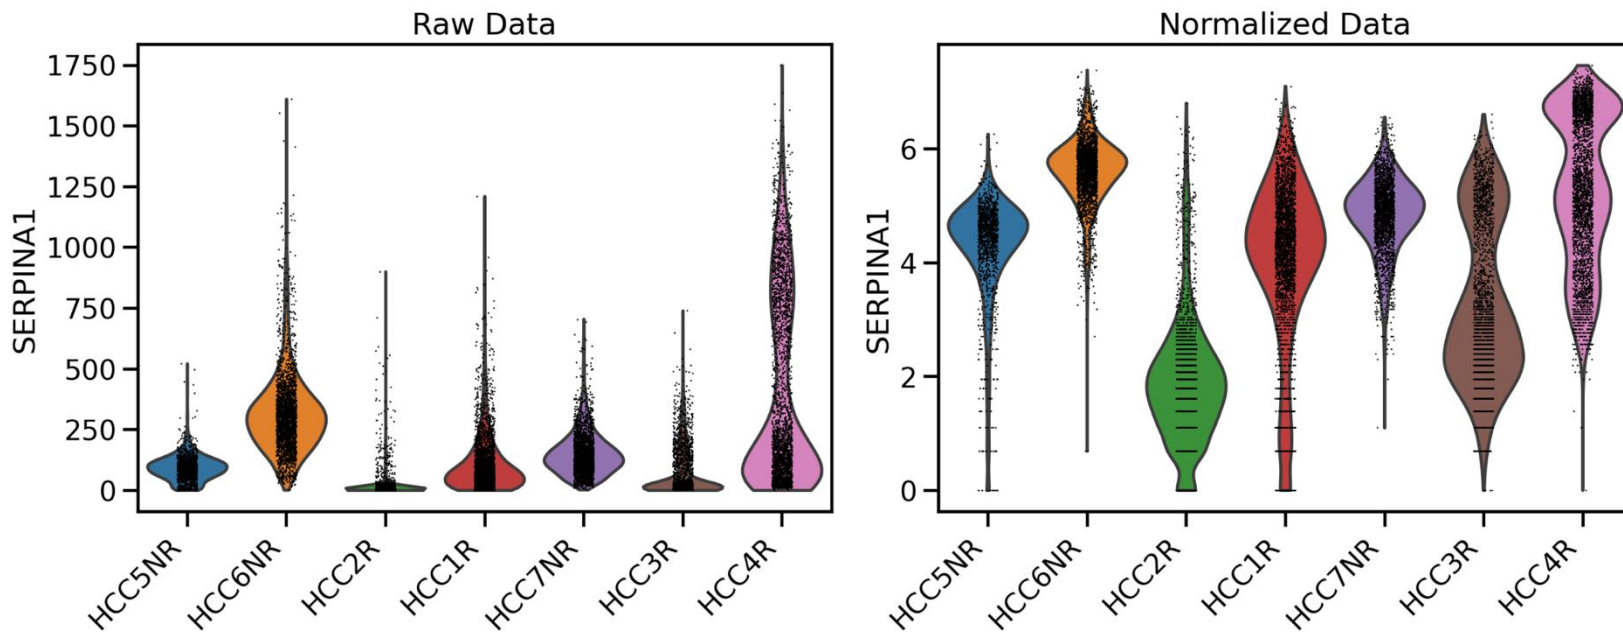 Raw Data
SERPINA1
1750
1500
1250
1000
750
500
250
0
HCC5NR
HCC6NR
HCC2R
HCC1R
HCC7NR
HCC3R
HCC4R
Normalized Data
SERPINA1
6
4
2
0
HCC5NR
HCC6NR
HCC2R
HCC1R
HCC7NR
HCC3R
HCC4R